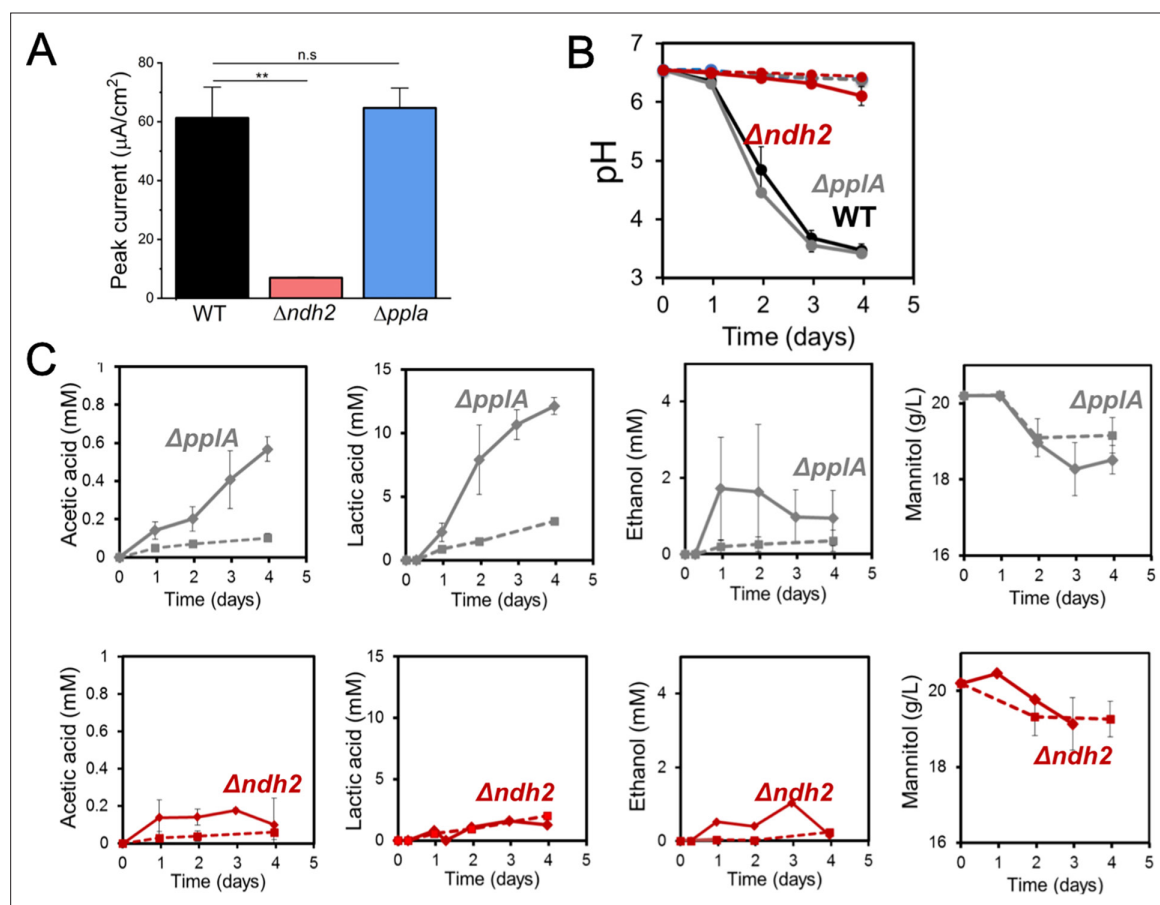 A
n.s
**
Peak current (µA/cm²)
80
60
40
20
0
WT
Δndh2
Δppla
B
pH
7
6
5
4
3
Δndh2
ΔpplA
WT
0 1 2 3 4 5
Time (days)
C
Acetic acid (mM)
1
0.8
0.6
0.4
0.2
0
ΔpplA
0 1 2 3 4 5
Time (days)
Lactic acid (mM)
15
10
5
0
ΔpplA
0 1 2 3 4 5
Time (days)
Ethanol (mM)
4
2
0
ΔpplA
0 1 2 3 4 5
Time (days)
Mannitol (g/L)
20
18
16
ΔpplA
0 1 2 3 4 5
Time (days)
Acetic acid (mM)
1
0.8
0.6
0.4
0.2
0
Δndh2
0 1 2 3 4 5
Time (days)
Lactic acid (mM)
15
10
5
0
Δndh2
0 1 2 3 4 5
Time (days)
Ethanol (mM)
4
2
0
Δndh2
0 1 2 3 4 5
Time (days)
Mannitol (g/L)
20
18
16
Δndh2
0 1 2 3 4 5
Time (days)